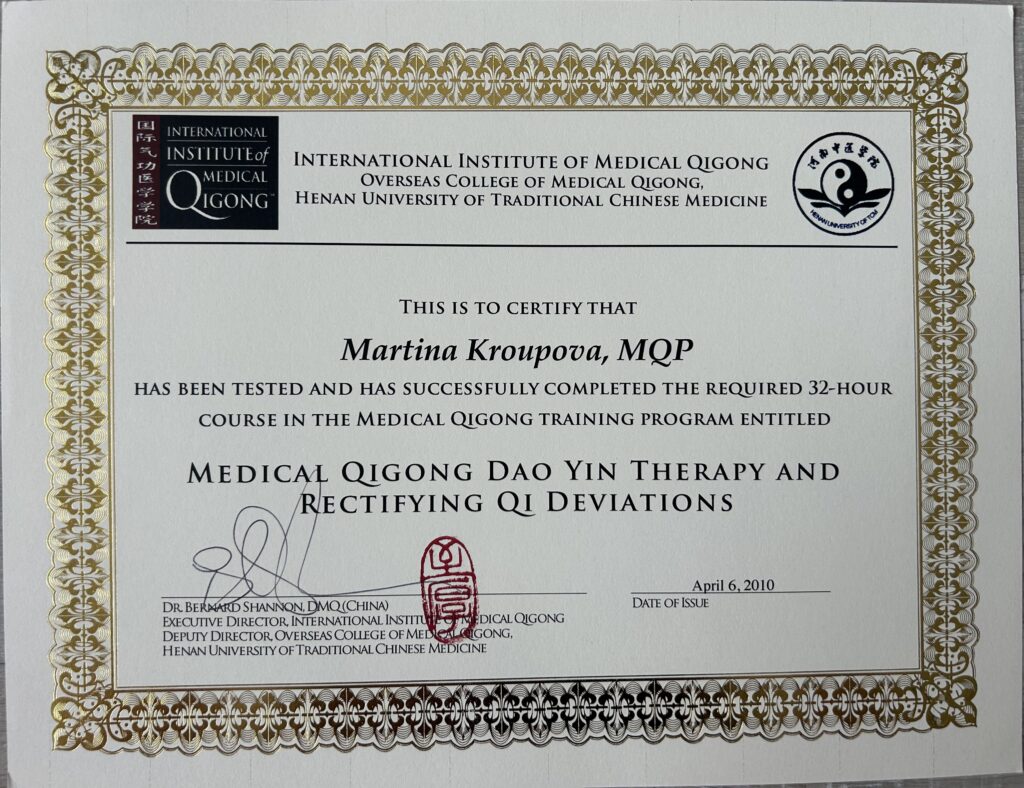 国际气功医学学院
INTERNATIONAL
INSTITUTE of
MEDICAL
QIGONG™
INTERNATIONAL INSTITUTE OF MEDICAL QIGONG
OVERSEAS COLLEGE OF MEDICAL QIGONG,
HENAN UNIVERSITY OF TRADITIONAL CHINESE MEDICINE
河南中医学院
HENAN UNIVERSITY OF TCM
THIS IS TO CERTIFY THAT
Martina Kroupova, MQP
HAS BEEN TESTED AND HAS SUCCESSFULLY COMPLETED THE REQUIRED 32-HOUR
COURSE IN THE MEDICAL QIGONG TRAINING PROGRAM ENTITLED
MEDICAL QIGONG DAO YIN THERAPY AND
RECTIFYING QI DEVIATIONS
April 6, 2010
DR. BERNARD SHANNON, DMQ (CHINA)
EXECUTIVE DIRECTOR, INTERNATIONAL INSTITUTE OF MEDICAL QIGONG
DEPUTY DIRECTOR, OVERSEAS COLLEGE OF MEDICAL QIGONG,
HENAN UNIVERSITY OF TRADITIONAL CHINESE MEDICINE
DATE OF ISSUE